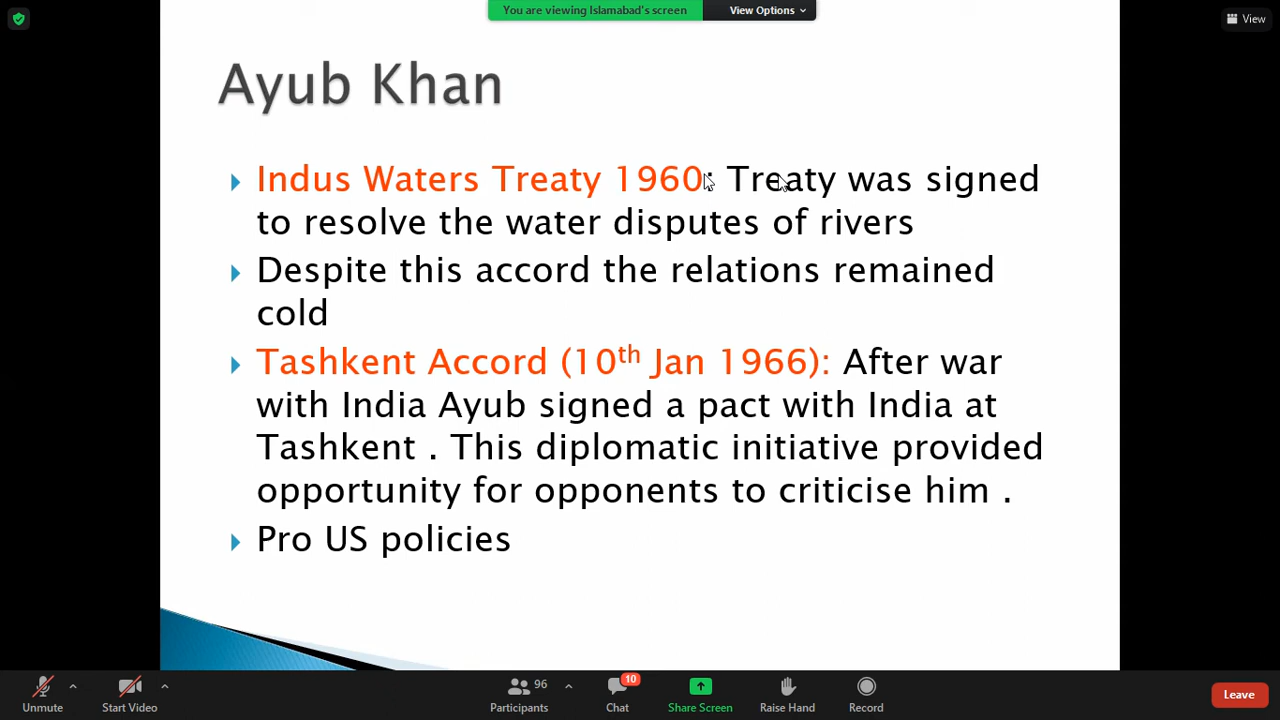 You are viewing Islamabad's screen
View Options
View
Ayub Khan
Indus Waters Treaty 1960: Treaty was signed
to resolve the water disputes of rivers
Despite this accord the relations remained
cold
Tashkent Accord (10th Jan 1966): After war
with India Ayub signed a pact with India at
Tashkent . This diplomatic initiative provided
opportunity for opponents to criticise him .
Pro US policies
96
10
Unmute
Start Video
Participants
Chat
Share Screen
Raise Hand
Record
Leave